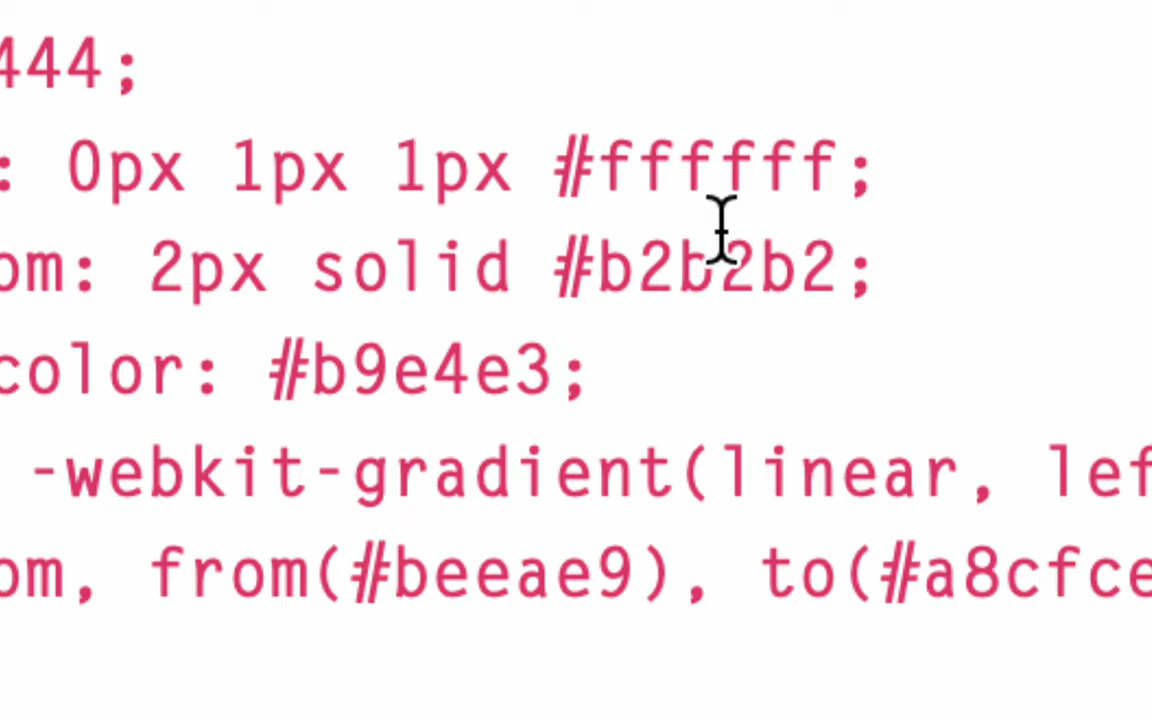 444;
: 0px 1px 1px #ffffff;
om: 2px solid #b2b2b2;
color: #b9e4e3;
-webkit-gradient(linear, lef
om, from(#beeae9), to(#a8cfce